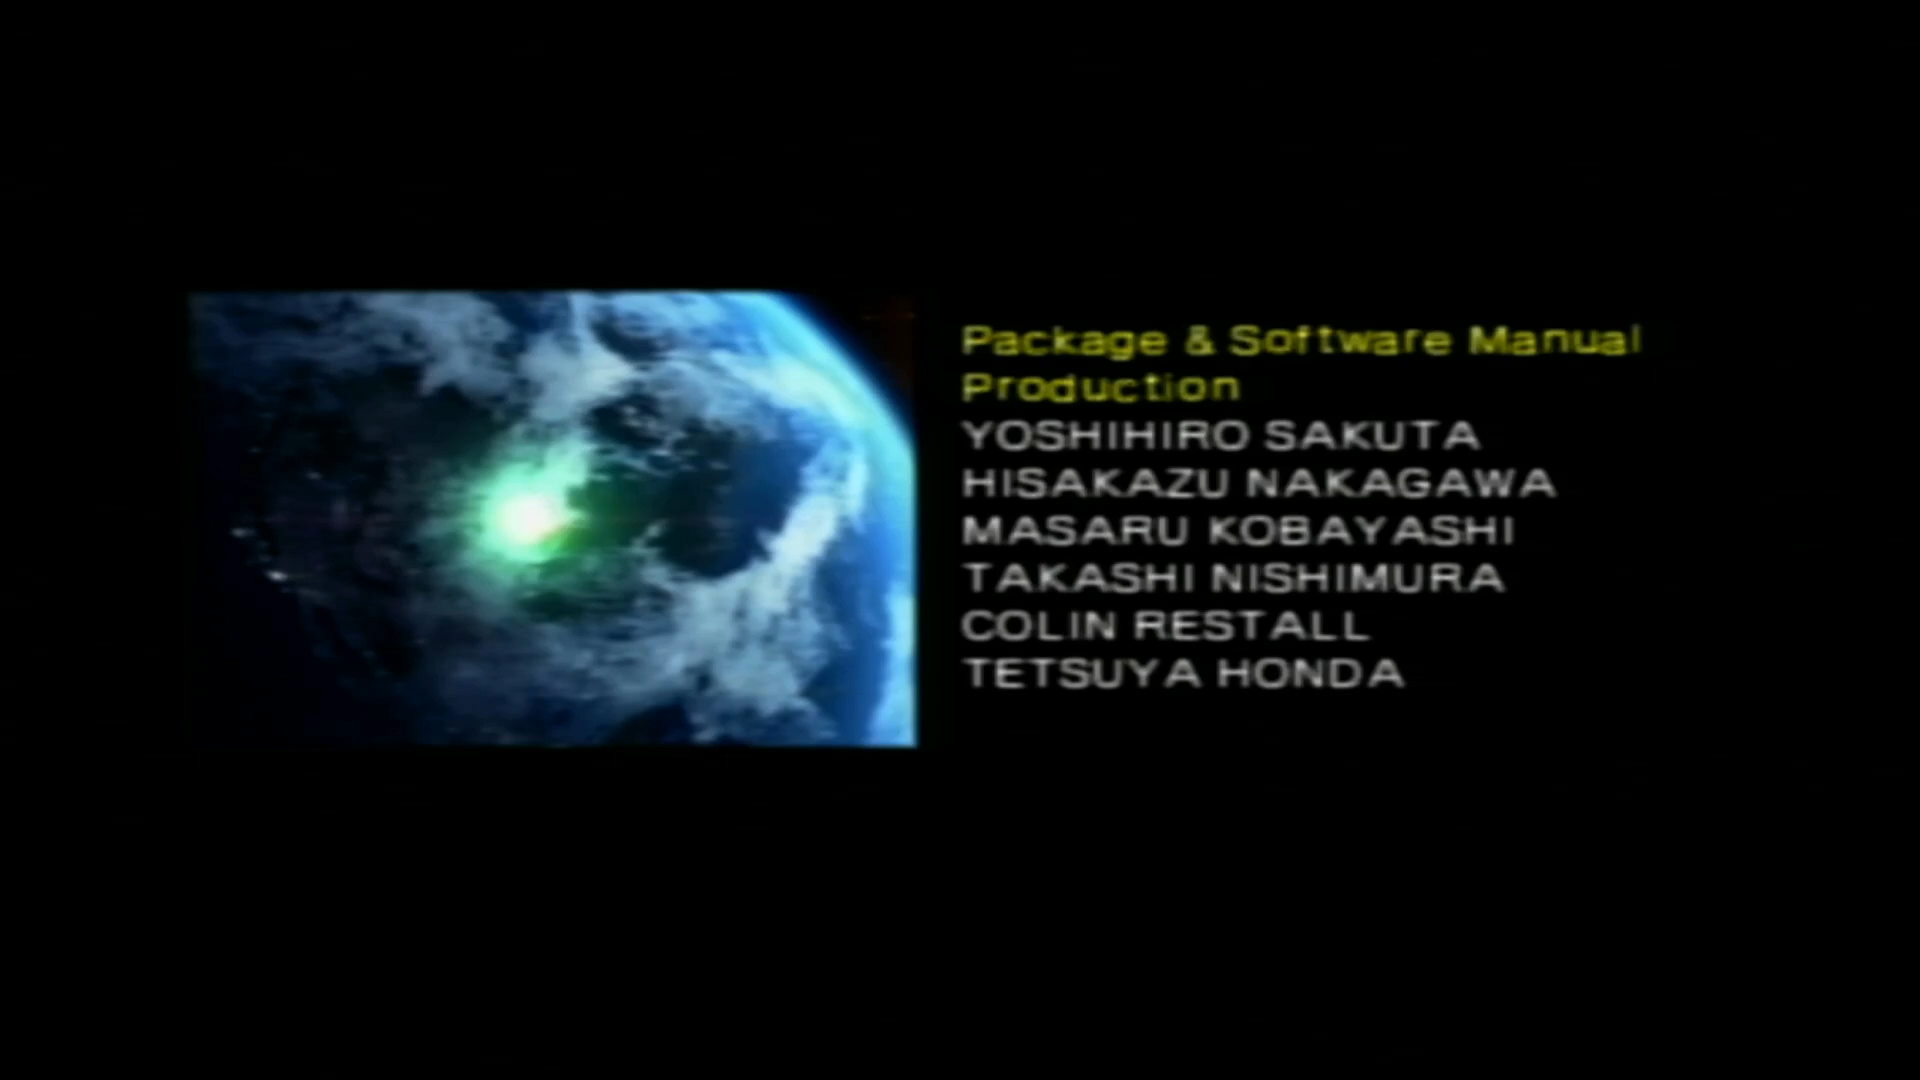 Package & Software Manual
Production
YOSHIHIRO SAKUTA
HISAKAZU NAKAGAWA
MASARU KOBAYASHI
TAKASHI NISHIMURA
COLIN RESTALL
TETSUYA HONDA